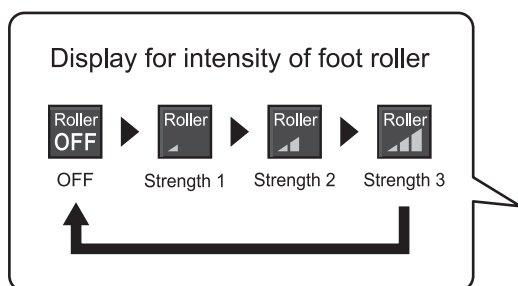 Display for intensity of foot roller
Roller Roller Roller Roller
OFF
OFF Strength 1 Strength 2 Strength 3